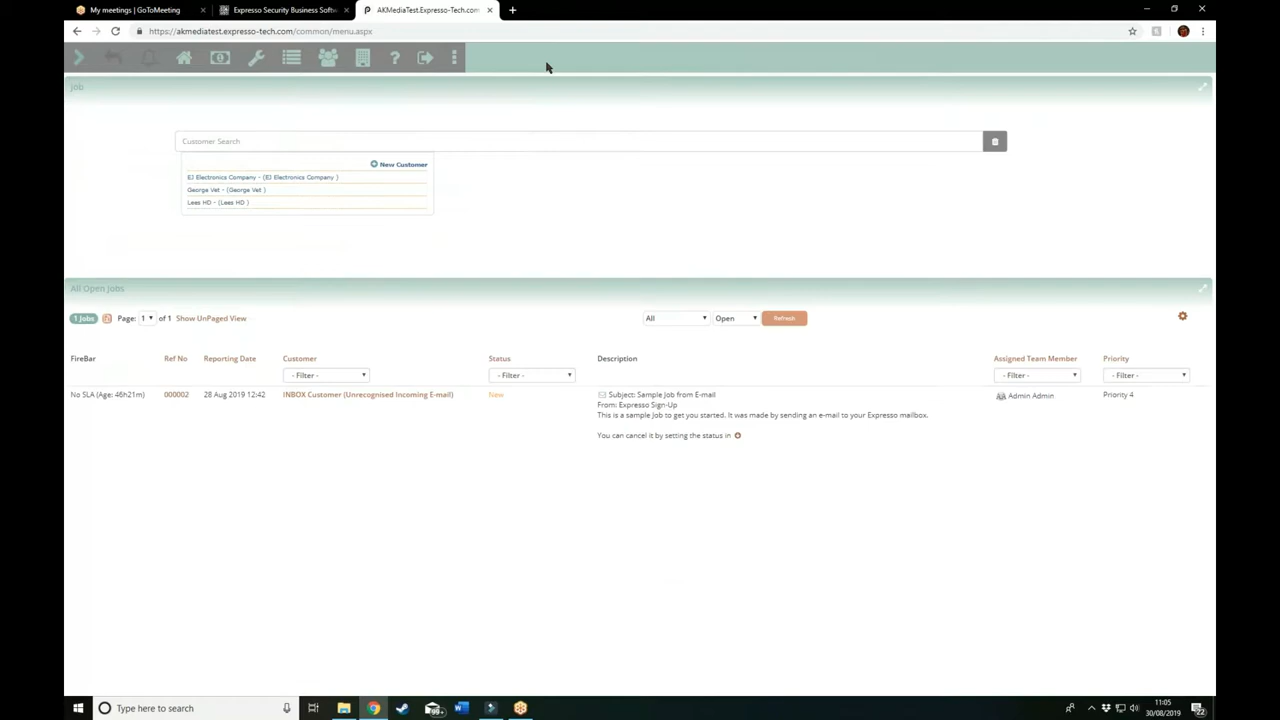 My meetings | GoToMeeting
Expresso Security Business Softw
AKMediaTest.Expresso-Tech.com
https://akmediatest.expresso-tech.com/common/menu.aspx
Job
Customer Search
New Customer
EJ Electronics Company - (EJ Electronics Company )
George Vet - (George Vet )
Lees HD - (Lees HD )
All Open Jobs
1 Jobs Page: 1 of 1 Show UnPaged View All Open Refresh
FireBar Ref No Reporting Date Customer Status Description Assigned Team Member Priority
- Filter - - Filter - - Filter - - Filter -
No SLA (Age: 46h21m) 000002 28 Aug 2019 12:42 INBOX Customer (Unrecognised Incoming E-mail) New Subject: Sample Job from E-mail Admin Admin Priority 4
From: Expresso Sign-Up
This is a sample Job to get you started. It was made by sending an e-mail to your Expresso mailbox.
You can cancel it by setting the status in
Type here to search
99+
11:05
30/08/2019
22